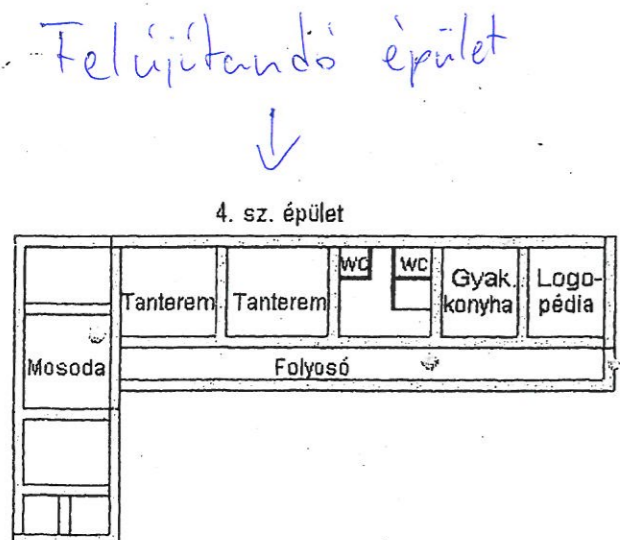 Felújítandó épület
4. sz. épület
WC WC
Gyak. konyha
Logo-
pédia
Tanterem Tanterem
Mosoda
Folyosó